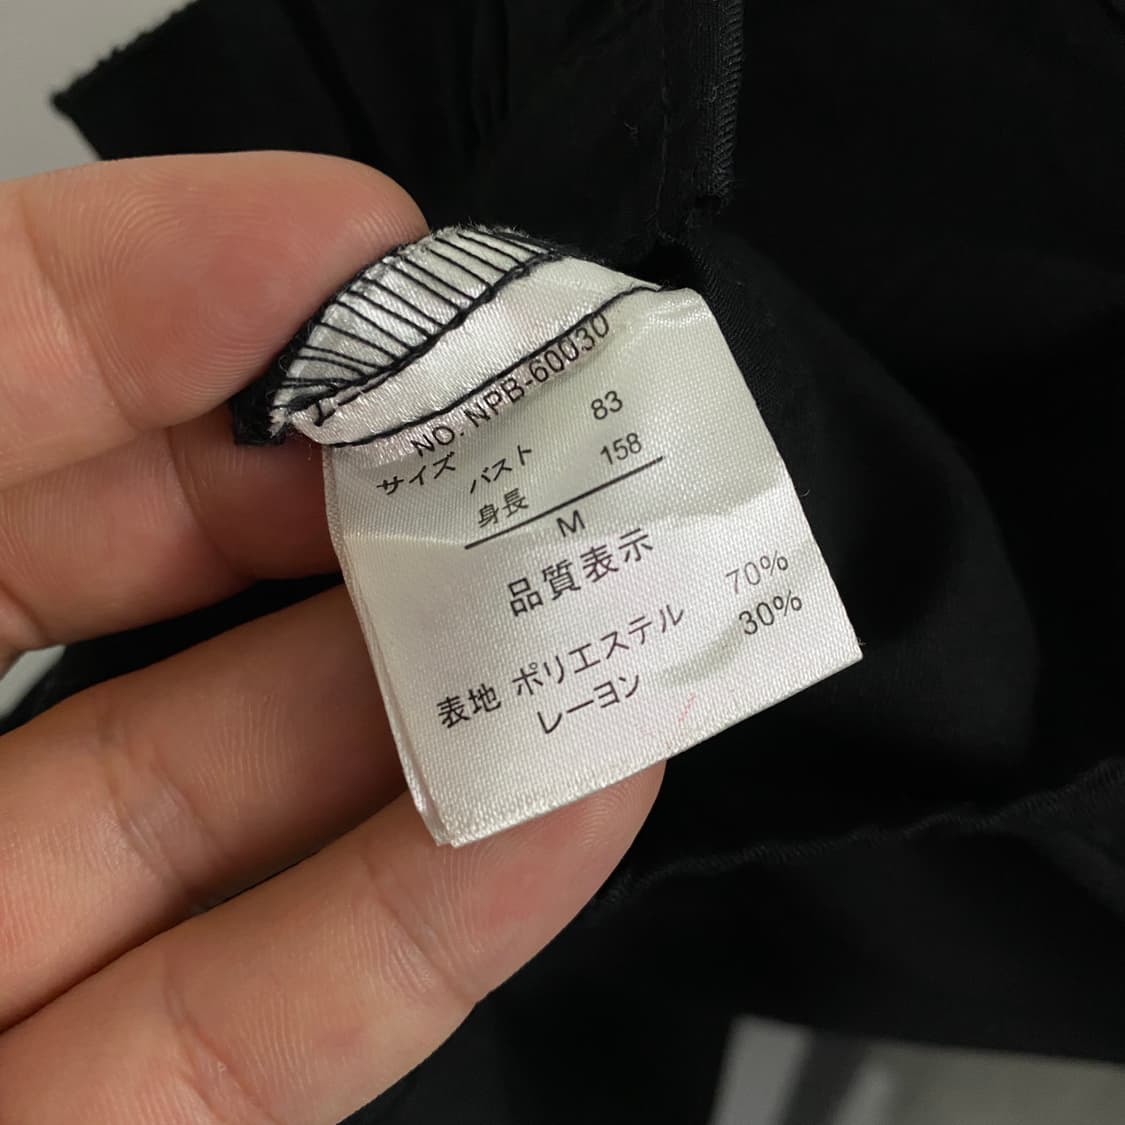 NO. NPB-60030
サイズ バスト 83
身長 158
M
品質表示
表地 ポリエステル 70%
レーヨン 30%